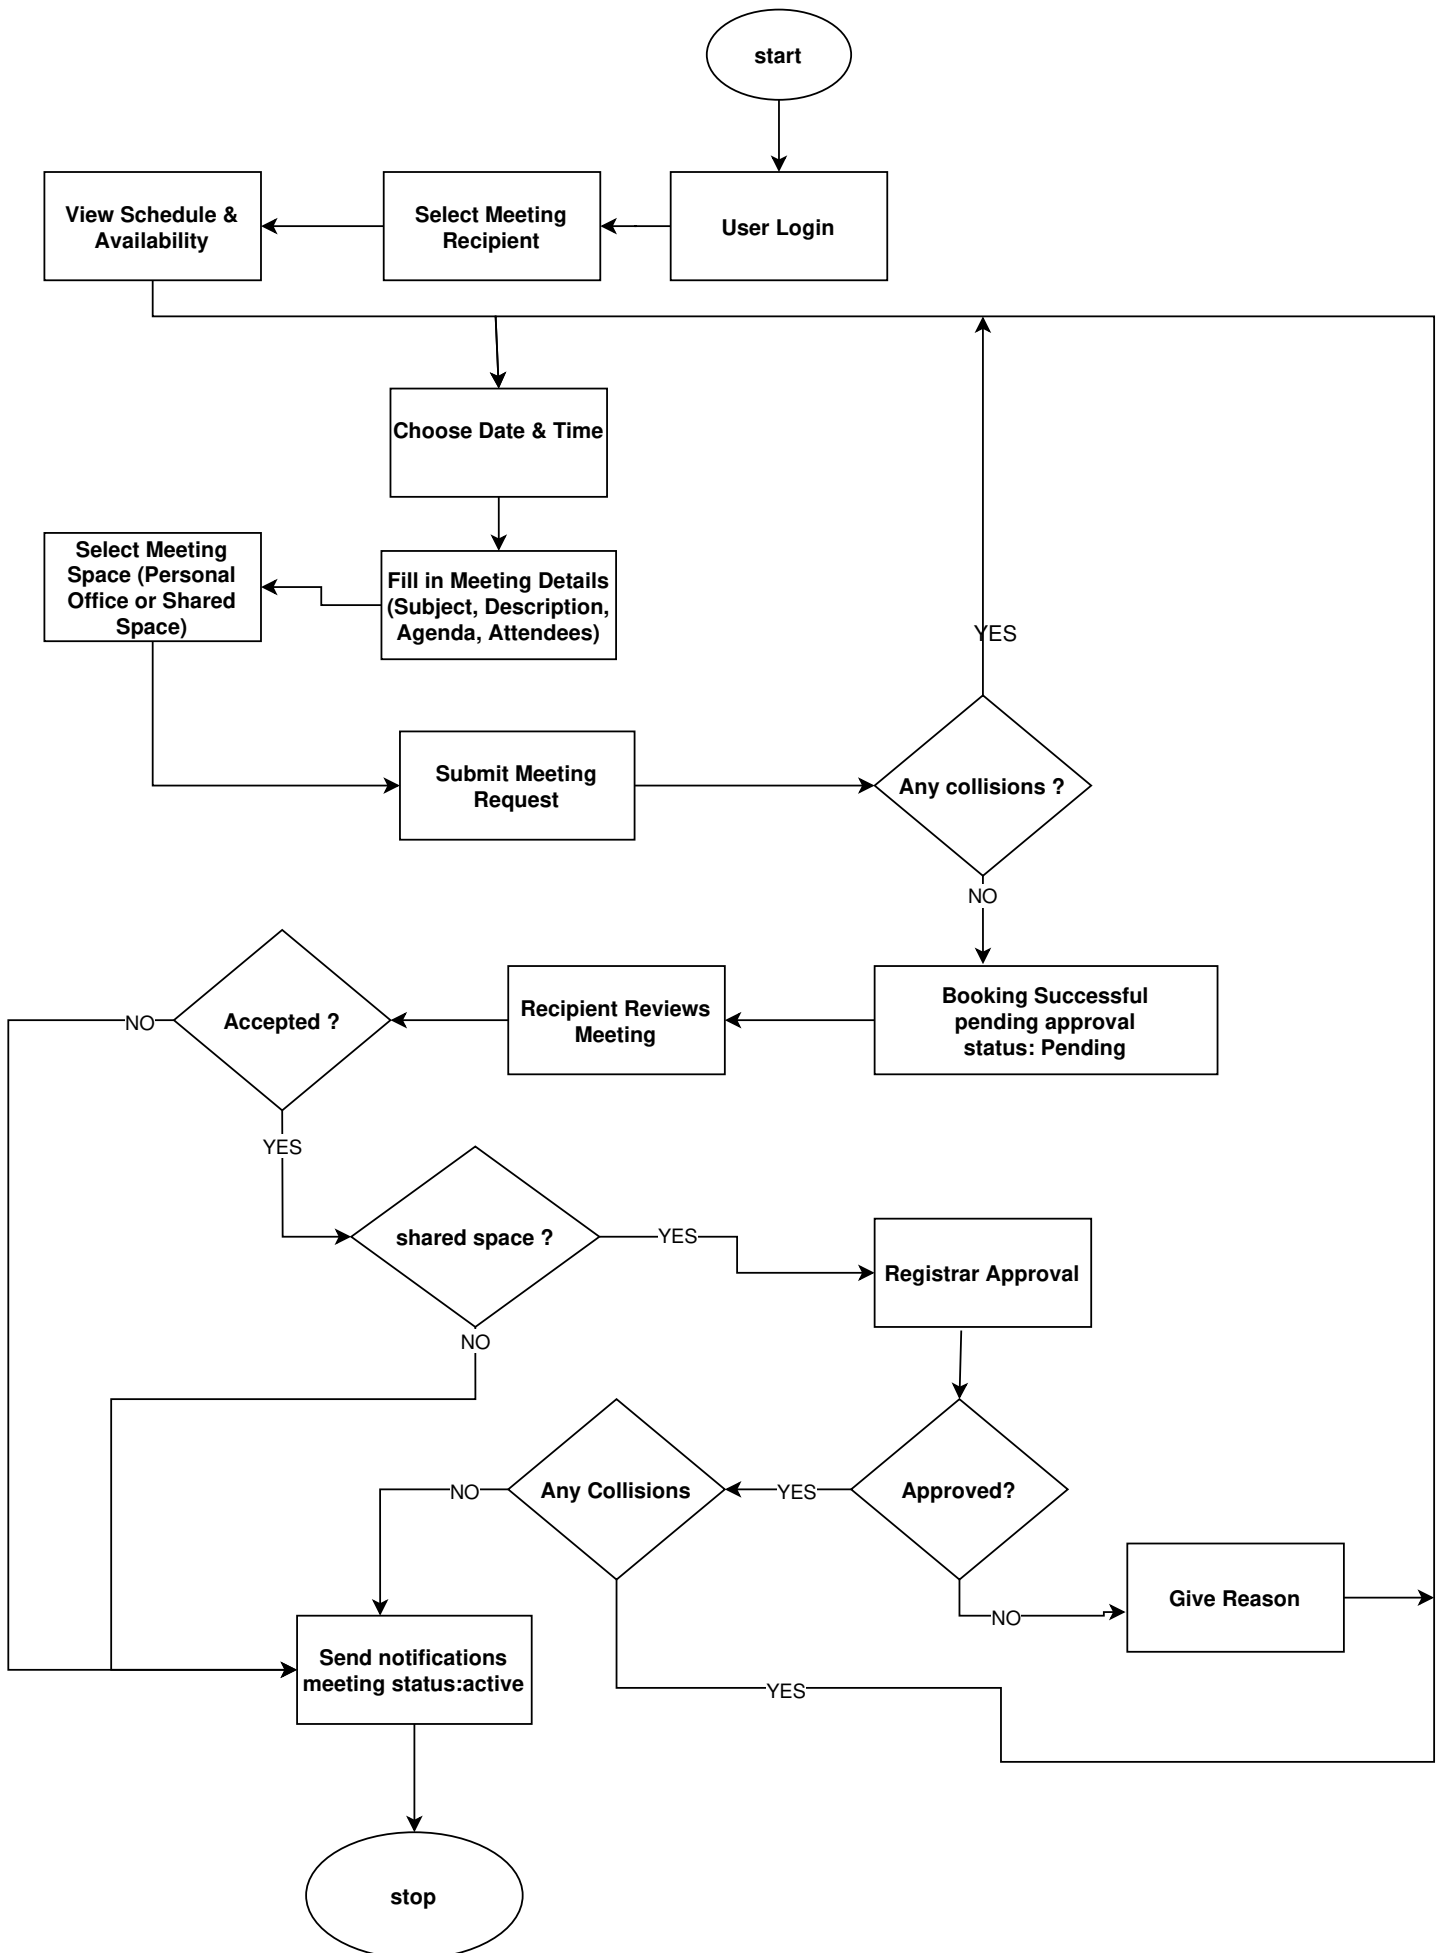 start
User Login
Select Meeting
Recipient
View Schedule &
Availability
Choose Date & Time
Fill in Meeting Details
(Subject, Description,
Agenda, Attendees)
Select Meeting
Space (Personal
Office or Shared
Space)
Submit Meeting
Request
Any collisions ?
YES
NO
Booking Successful
pending approval
status: Pending
Recipient Reviews
Meeting
Accepted ?
NO
YES
shared space ?
YES
NO
Registrar Approval
Approved?
YES
NO
Give Reason
Any Collisions
NO
YES
Send notifications
meeting status:active
stop